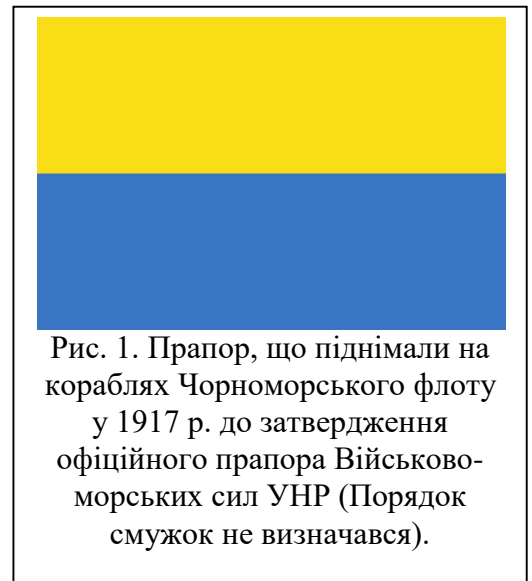 Рис. 1. Прапор, що піднімали на
кораблях Чорноморського флоту
у 1917 р. до затвердження
офіційного прапора Військово-
морських сил УНР (Порядок
смужок не визначався).